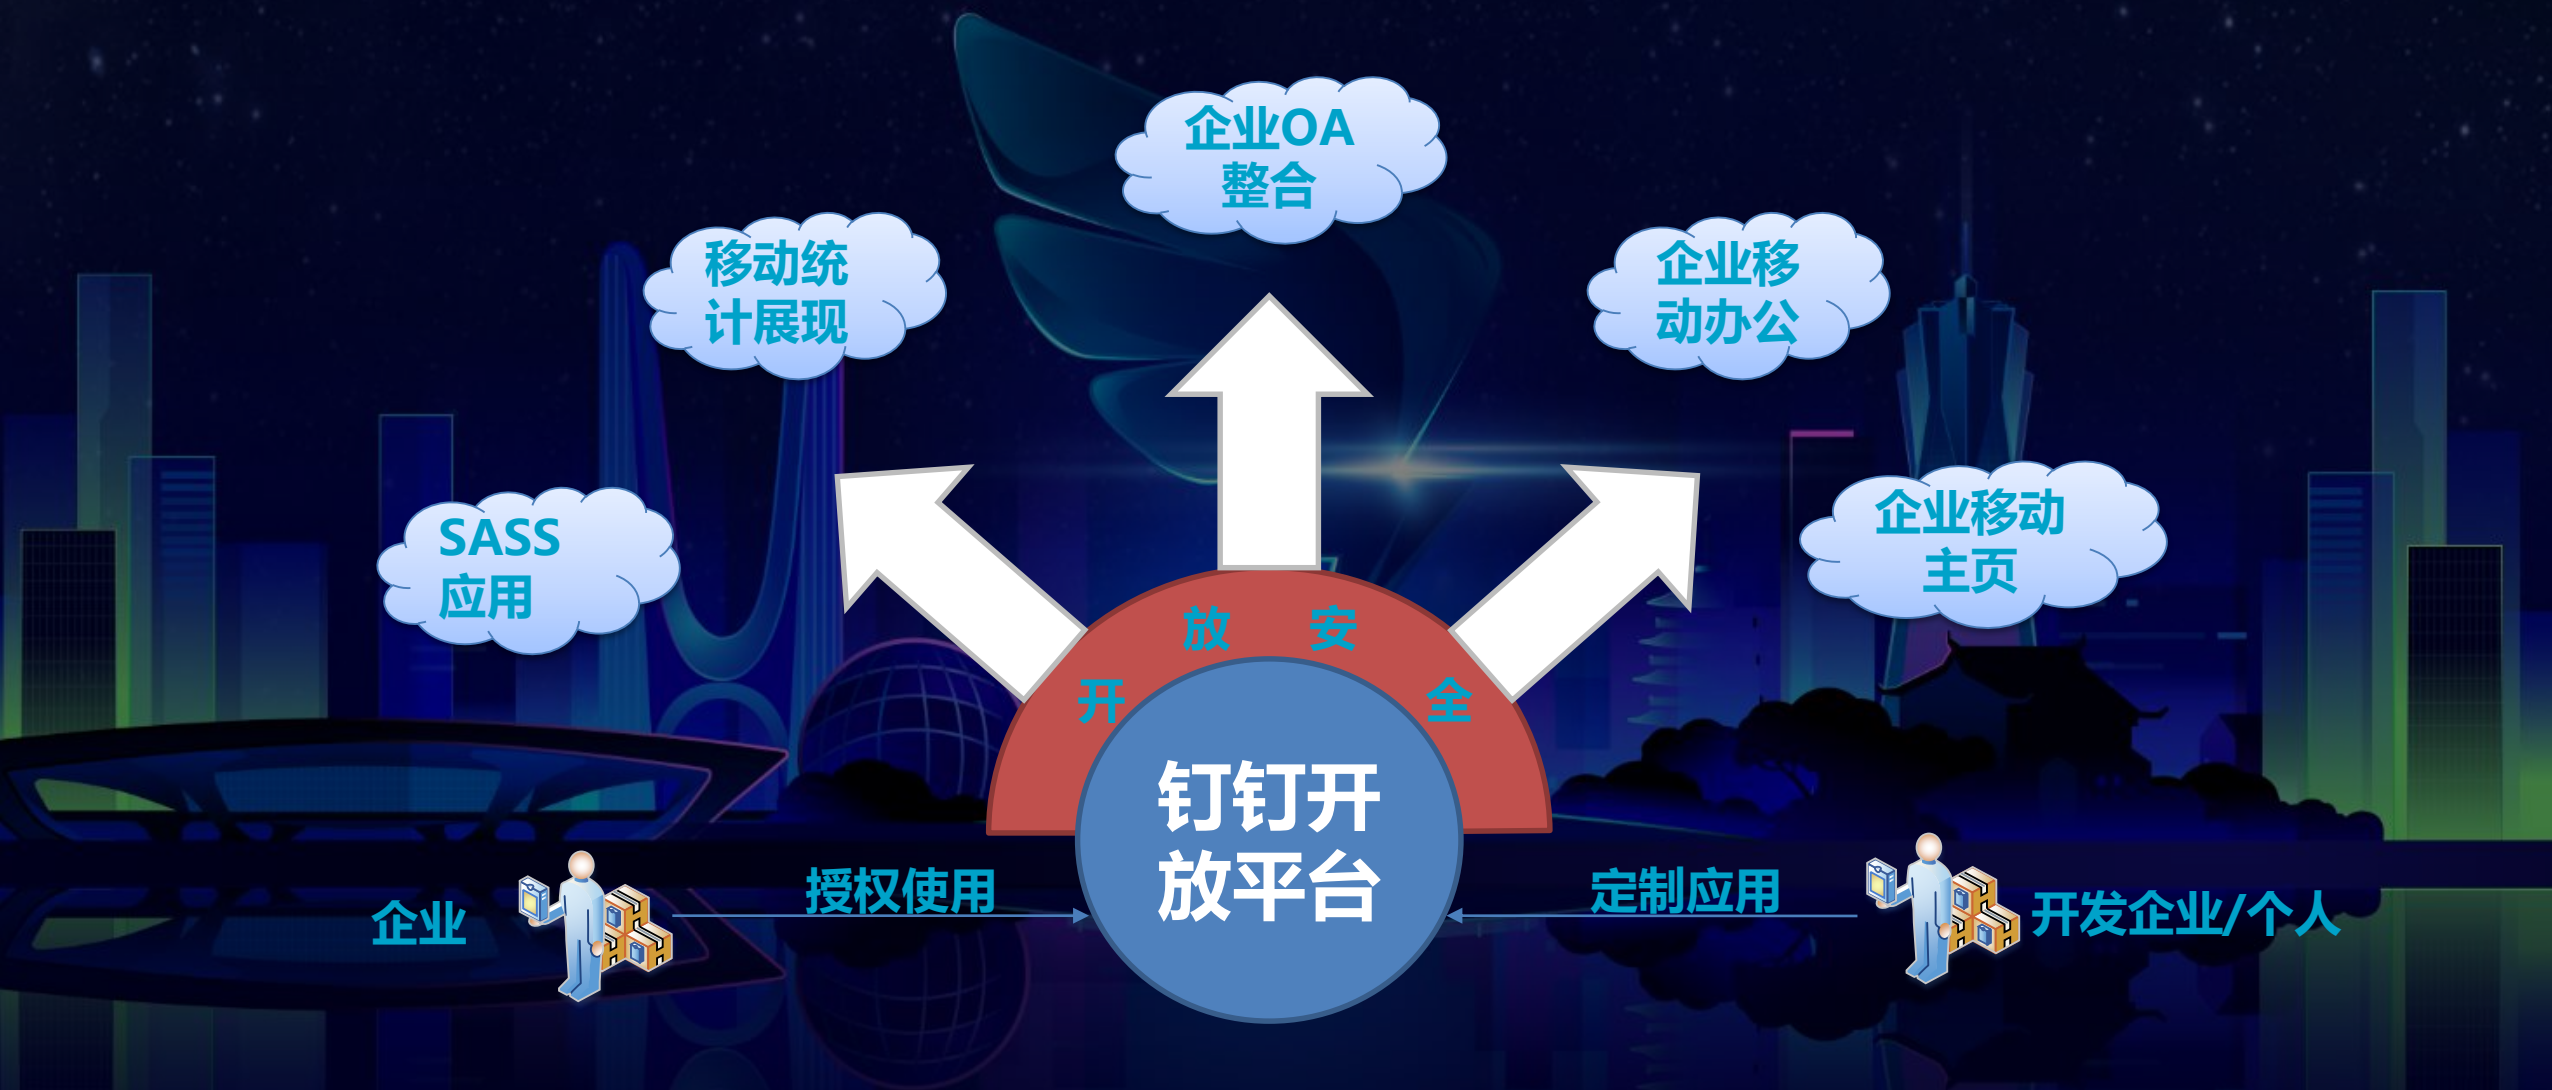 企业OA
整合
移动统
计展现
企业移
动办公
SASS
应用
企业移动
主页
开 放 安 全
钉钉开
放平台
企业
授权使用
定制应用
开发企业/个人